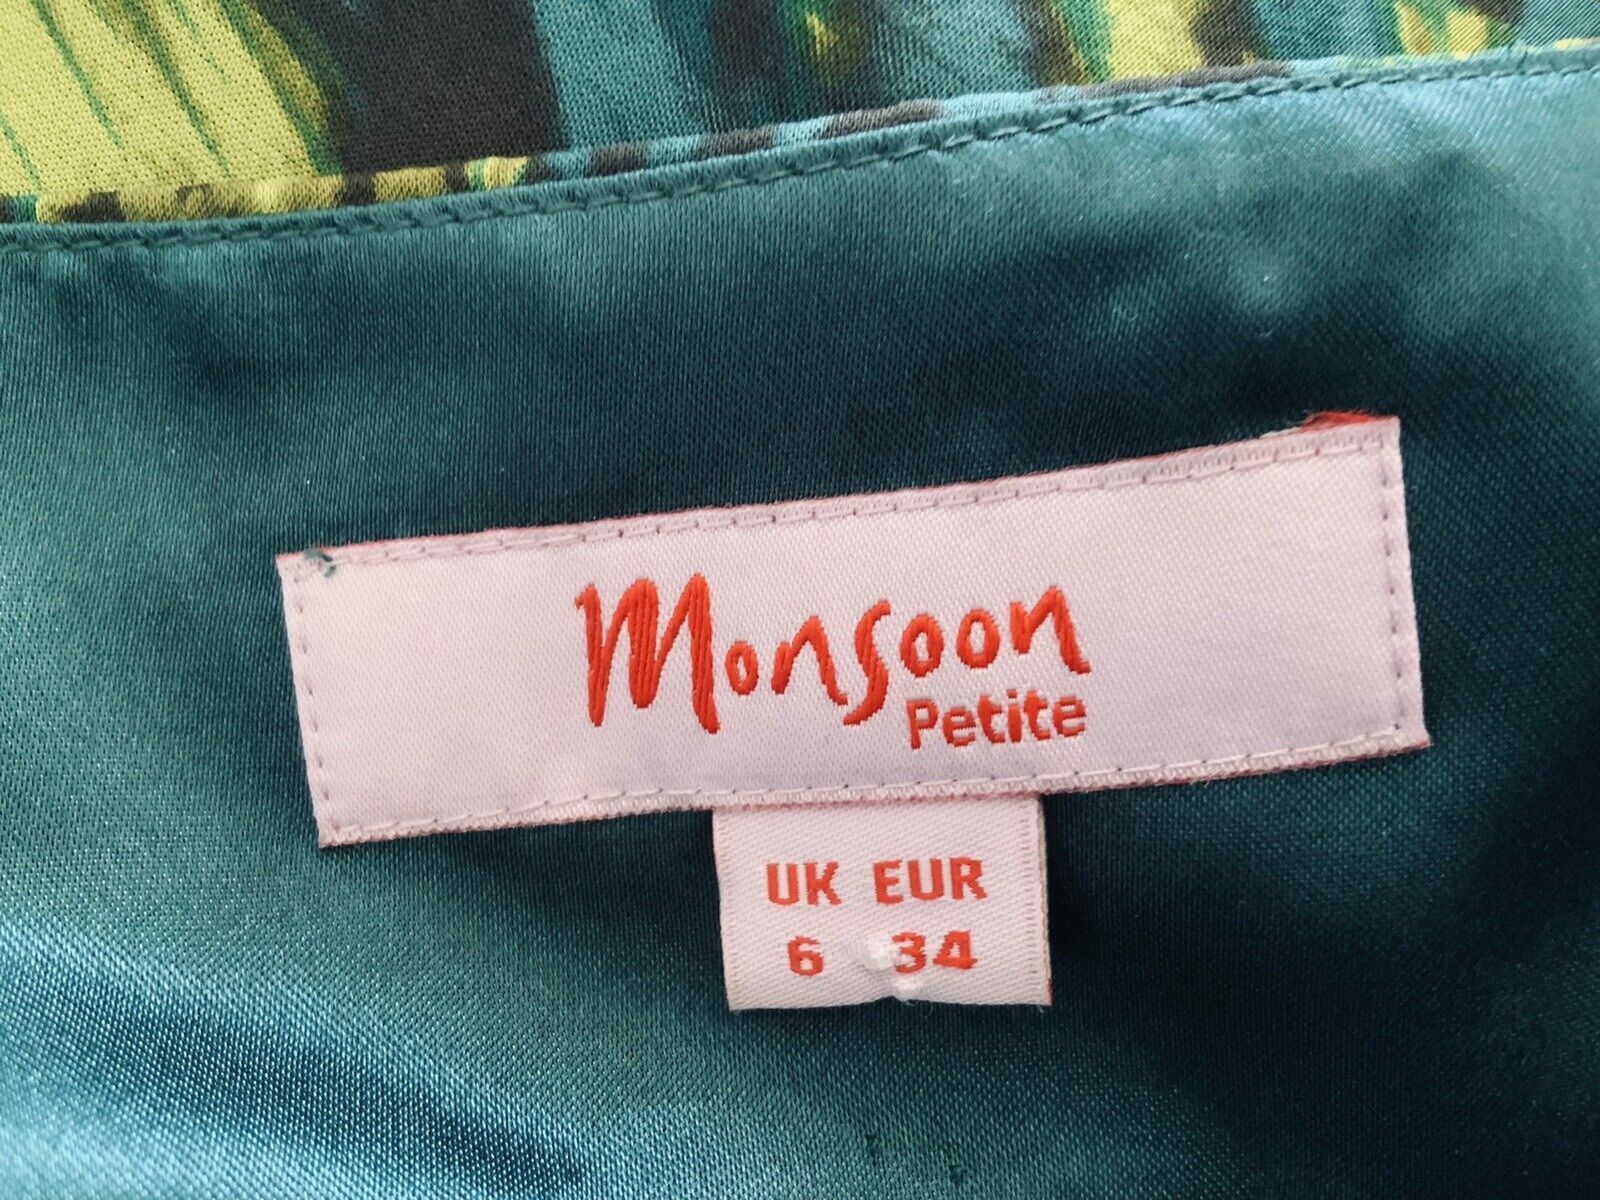 Monsoon
Petite
UK EUR
6 34